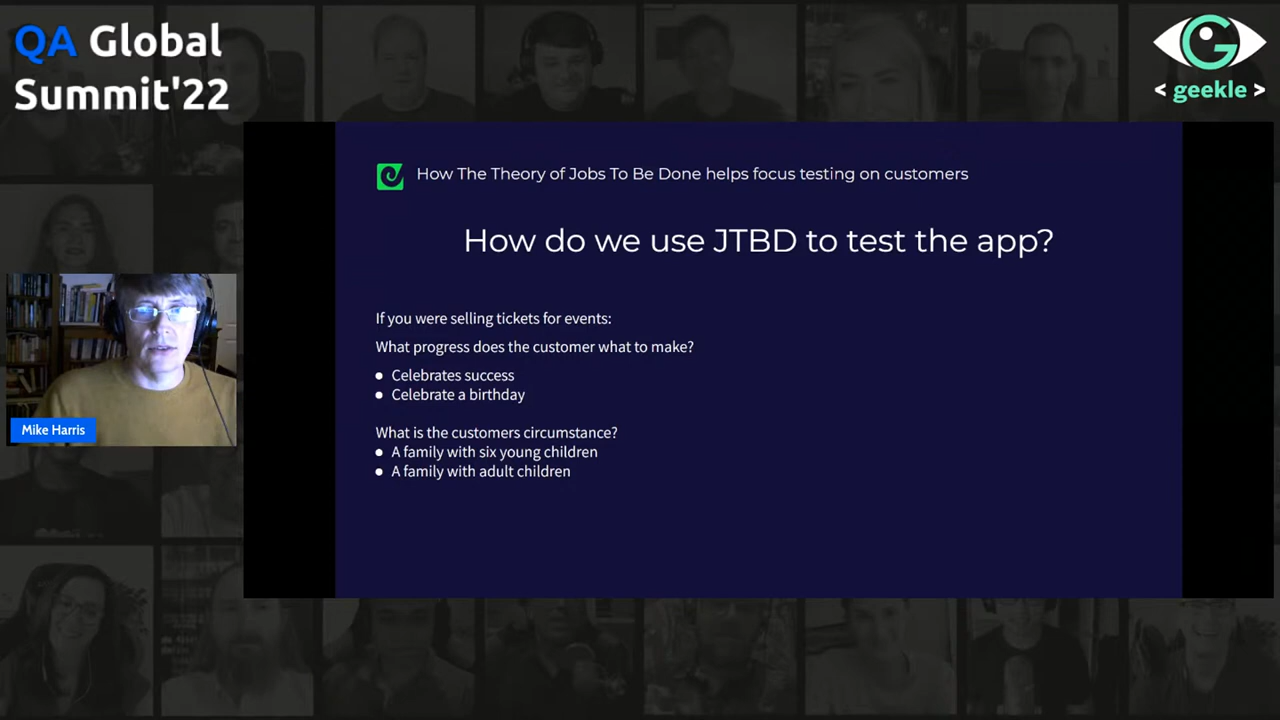 QA Global
Summit'22
< geekle >
How The Theory of Jobs To Be Done helps focus testing on customers
How do we use JTBD to test the app?
If you were selling tickets for events:
What progress does the customer what to make?
● Celebrates success
● Celebrate a birthday
What is the customers circumstance?
● A family with six young children
● A family with adult children
Mike Harris